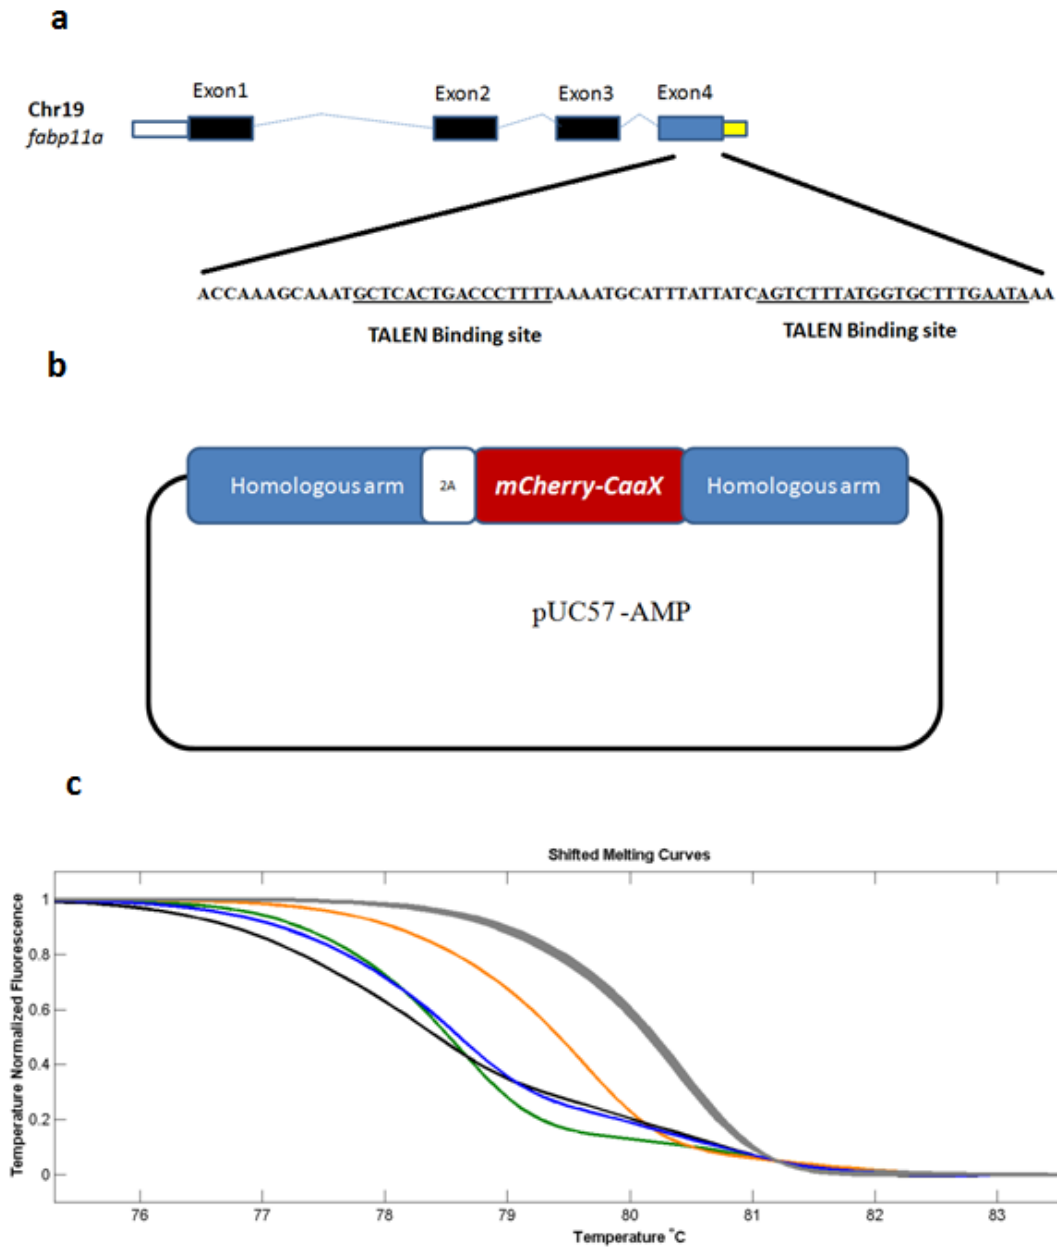 a
Exon1 Exon2 Exon3 Exon4
Chr19
fabp11a
ACCAAAGCAAATGCTCACTGACCCTTTTAAAATGCATTTATTATCAGTCTTTATGGTGCTTTGAATAAA
TALEN Binding site TALEN Binding site
b
Homologous arm 2A mCherry-CaaX Homologous arm
pUC57 -AMP
c
Shifted Melting Curves
Temperature Normalized Fluorescence
1
0.8
0.6
0.4
0.2
0
76 77 78 79 80 81 82 83
Temperature °C